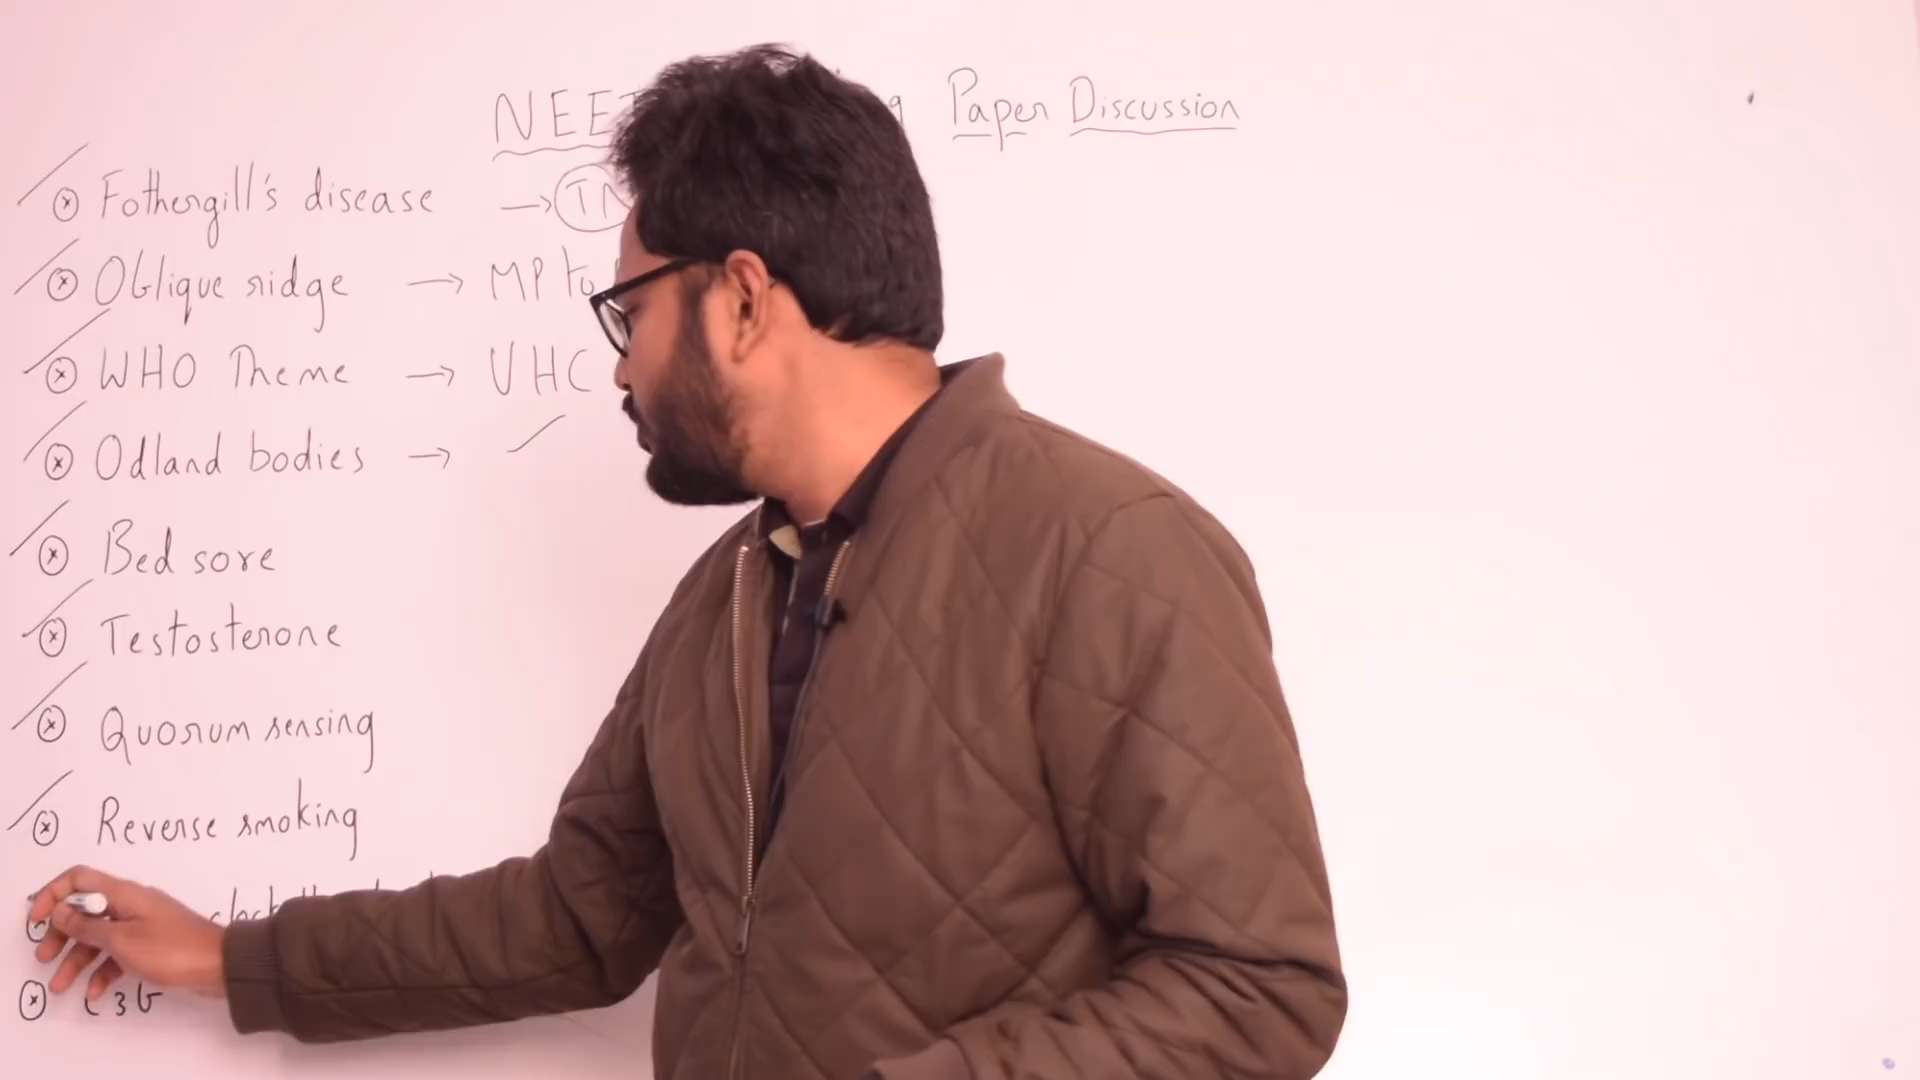 NEET Paper Discussion
Fothergill's disease → TN
Oblique ridge → MP to
WHO Theme → UHC
Odland bodies →
Bed sore
Testosterone
Quorum sensing
Reverse smoking
C3b